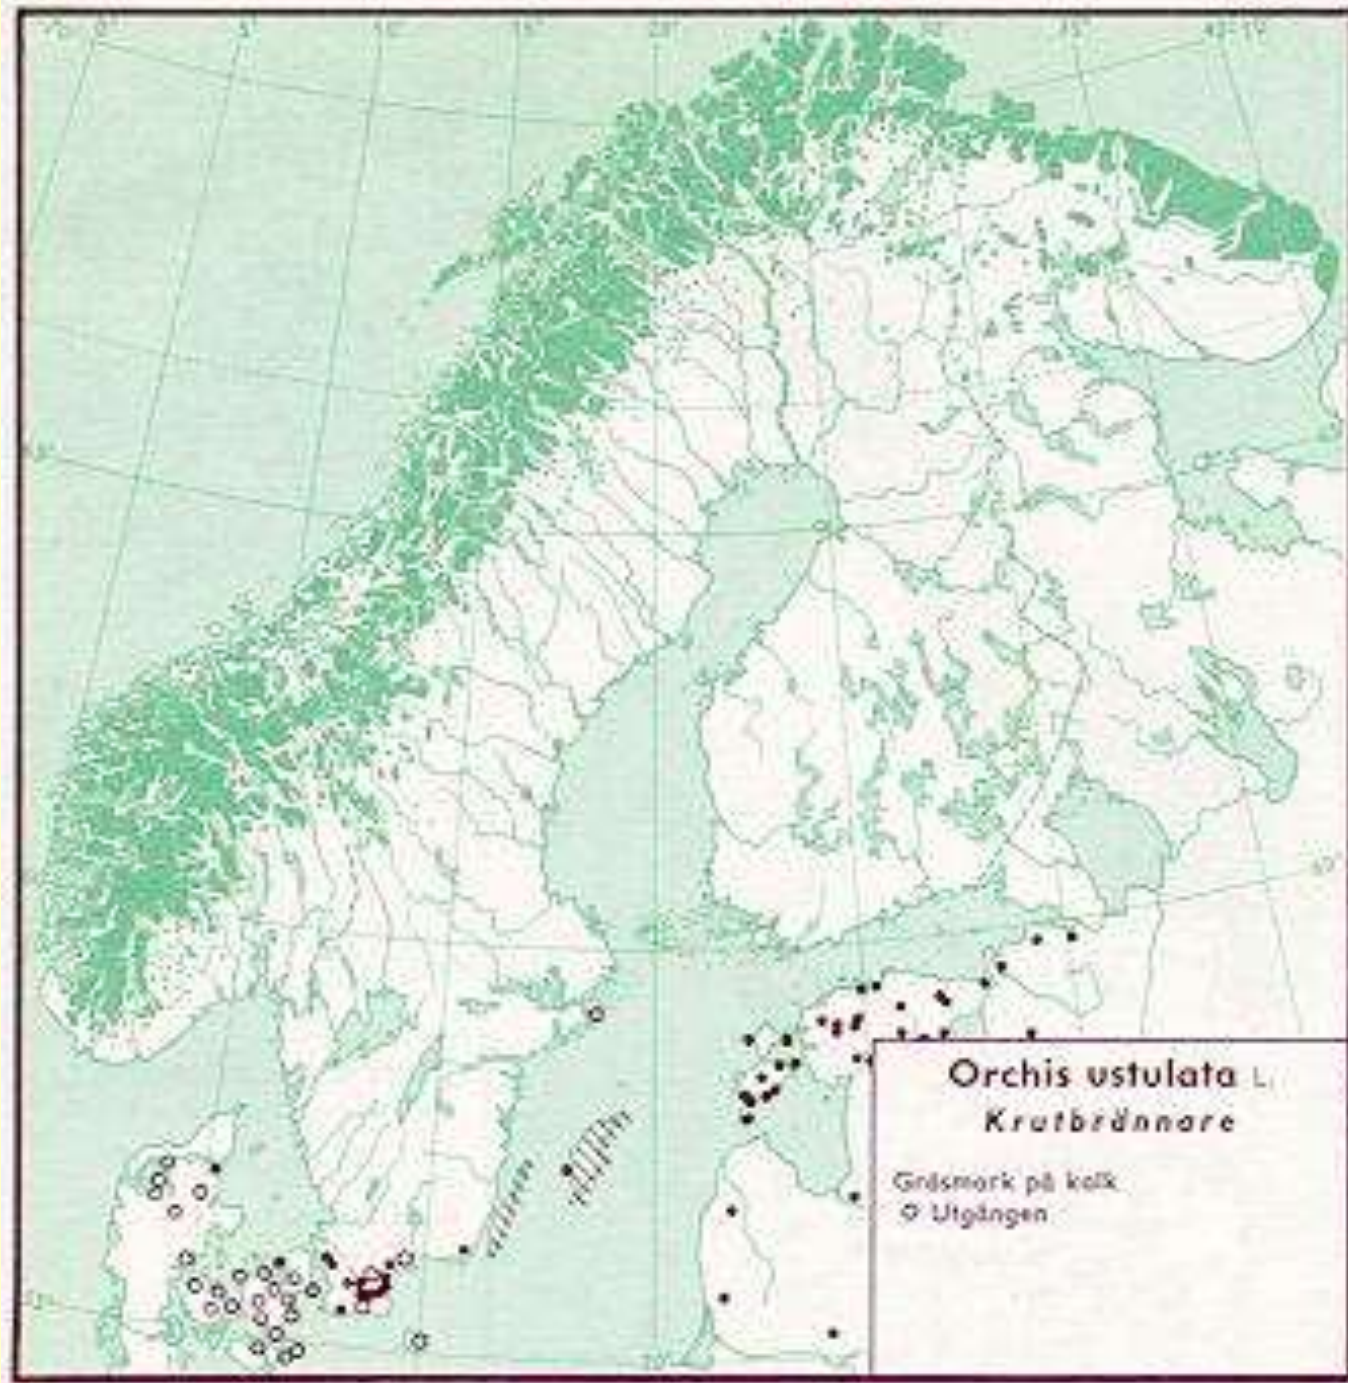 Orchis ustulata L.
Krutbrännare
Gräsmark på kalk
O Utgången